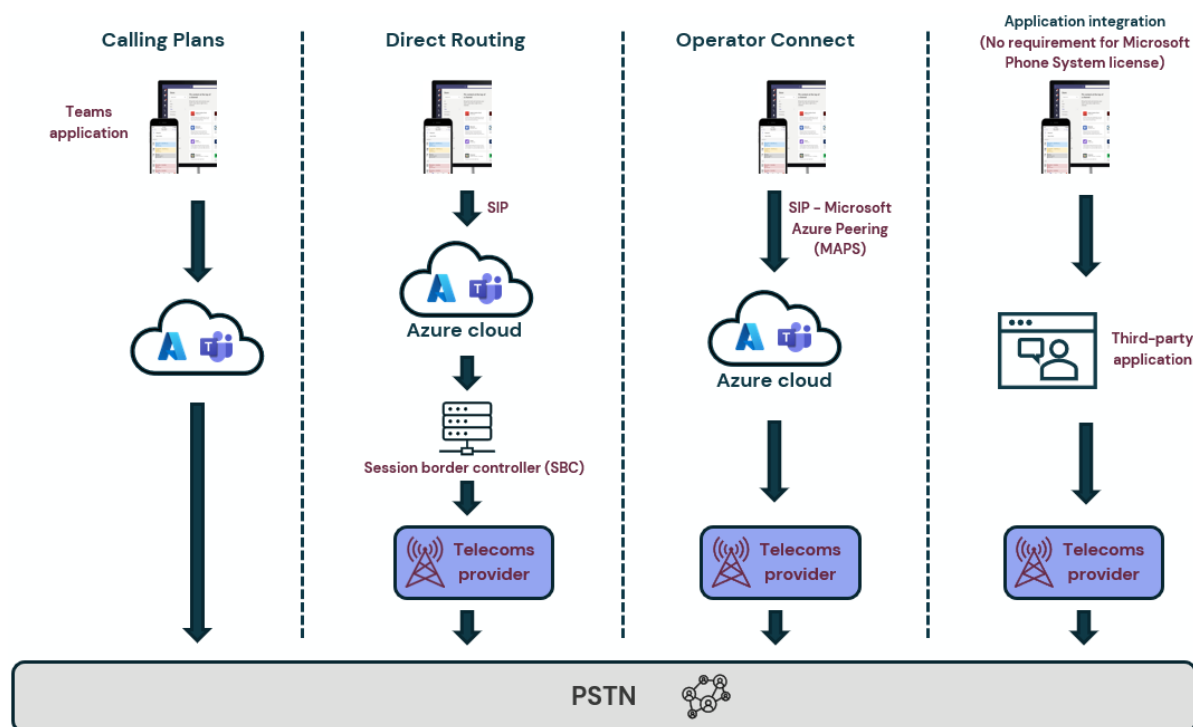 Calling Plans
Teams
application
PSTN
Direct Routing
SIP
Azure cloud
Session border controller (SBC)
Telecoms
provider
Operator Connect
SIP - Microsoft
Azure Peering
(MAPS)
Azure cloud
Telecoms
provider
Application integration
(No requirement for Microsoft
Phone System license)
Third-party
application
Telecoms
provider